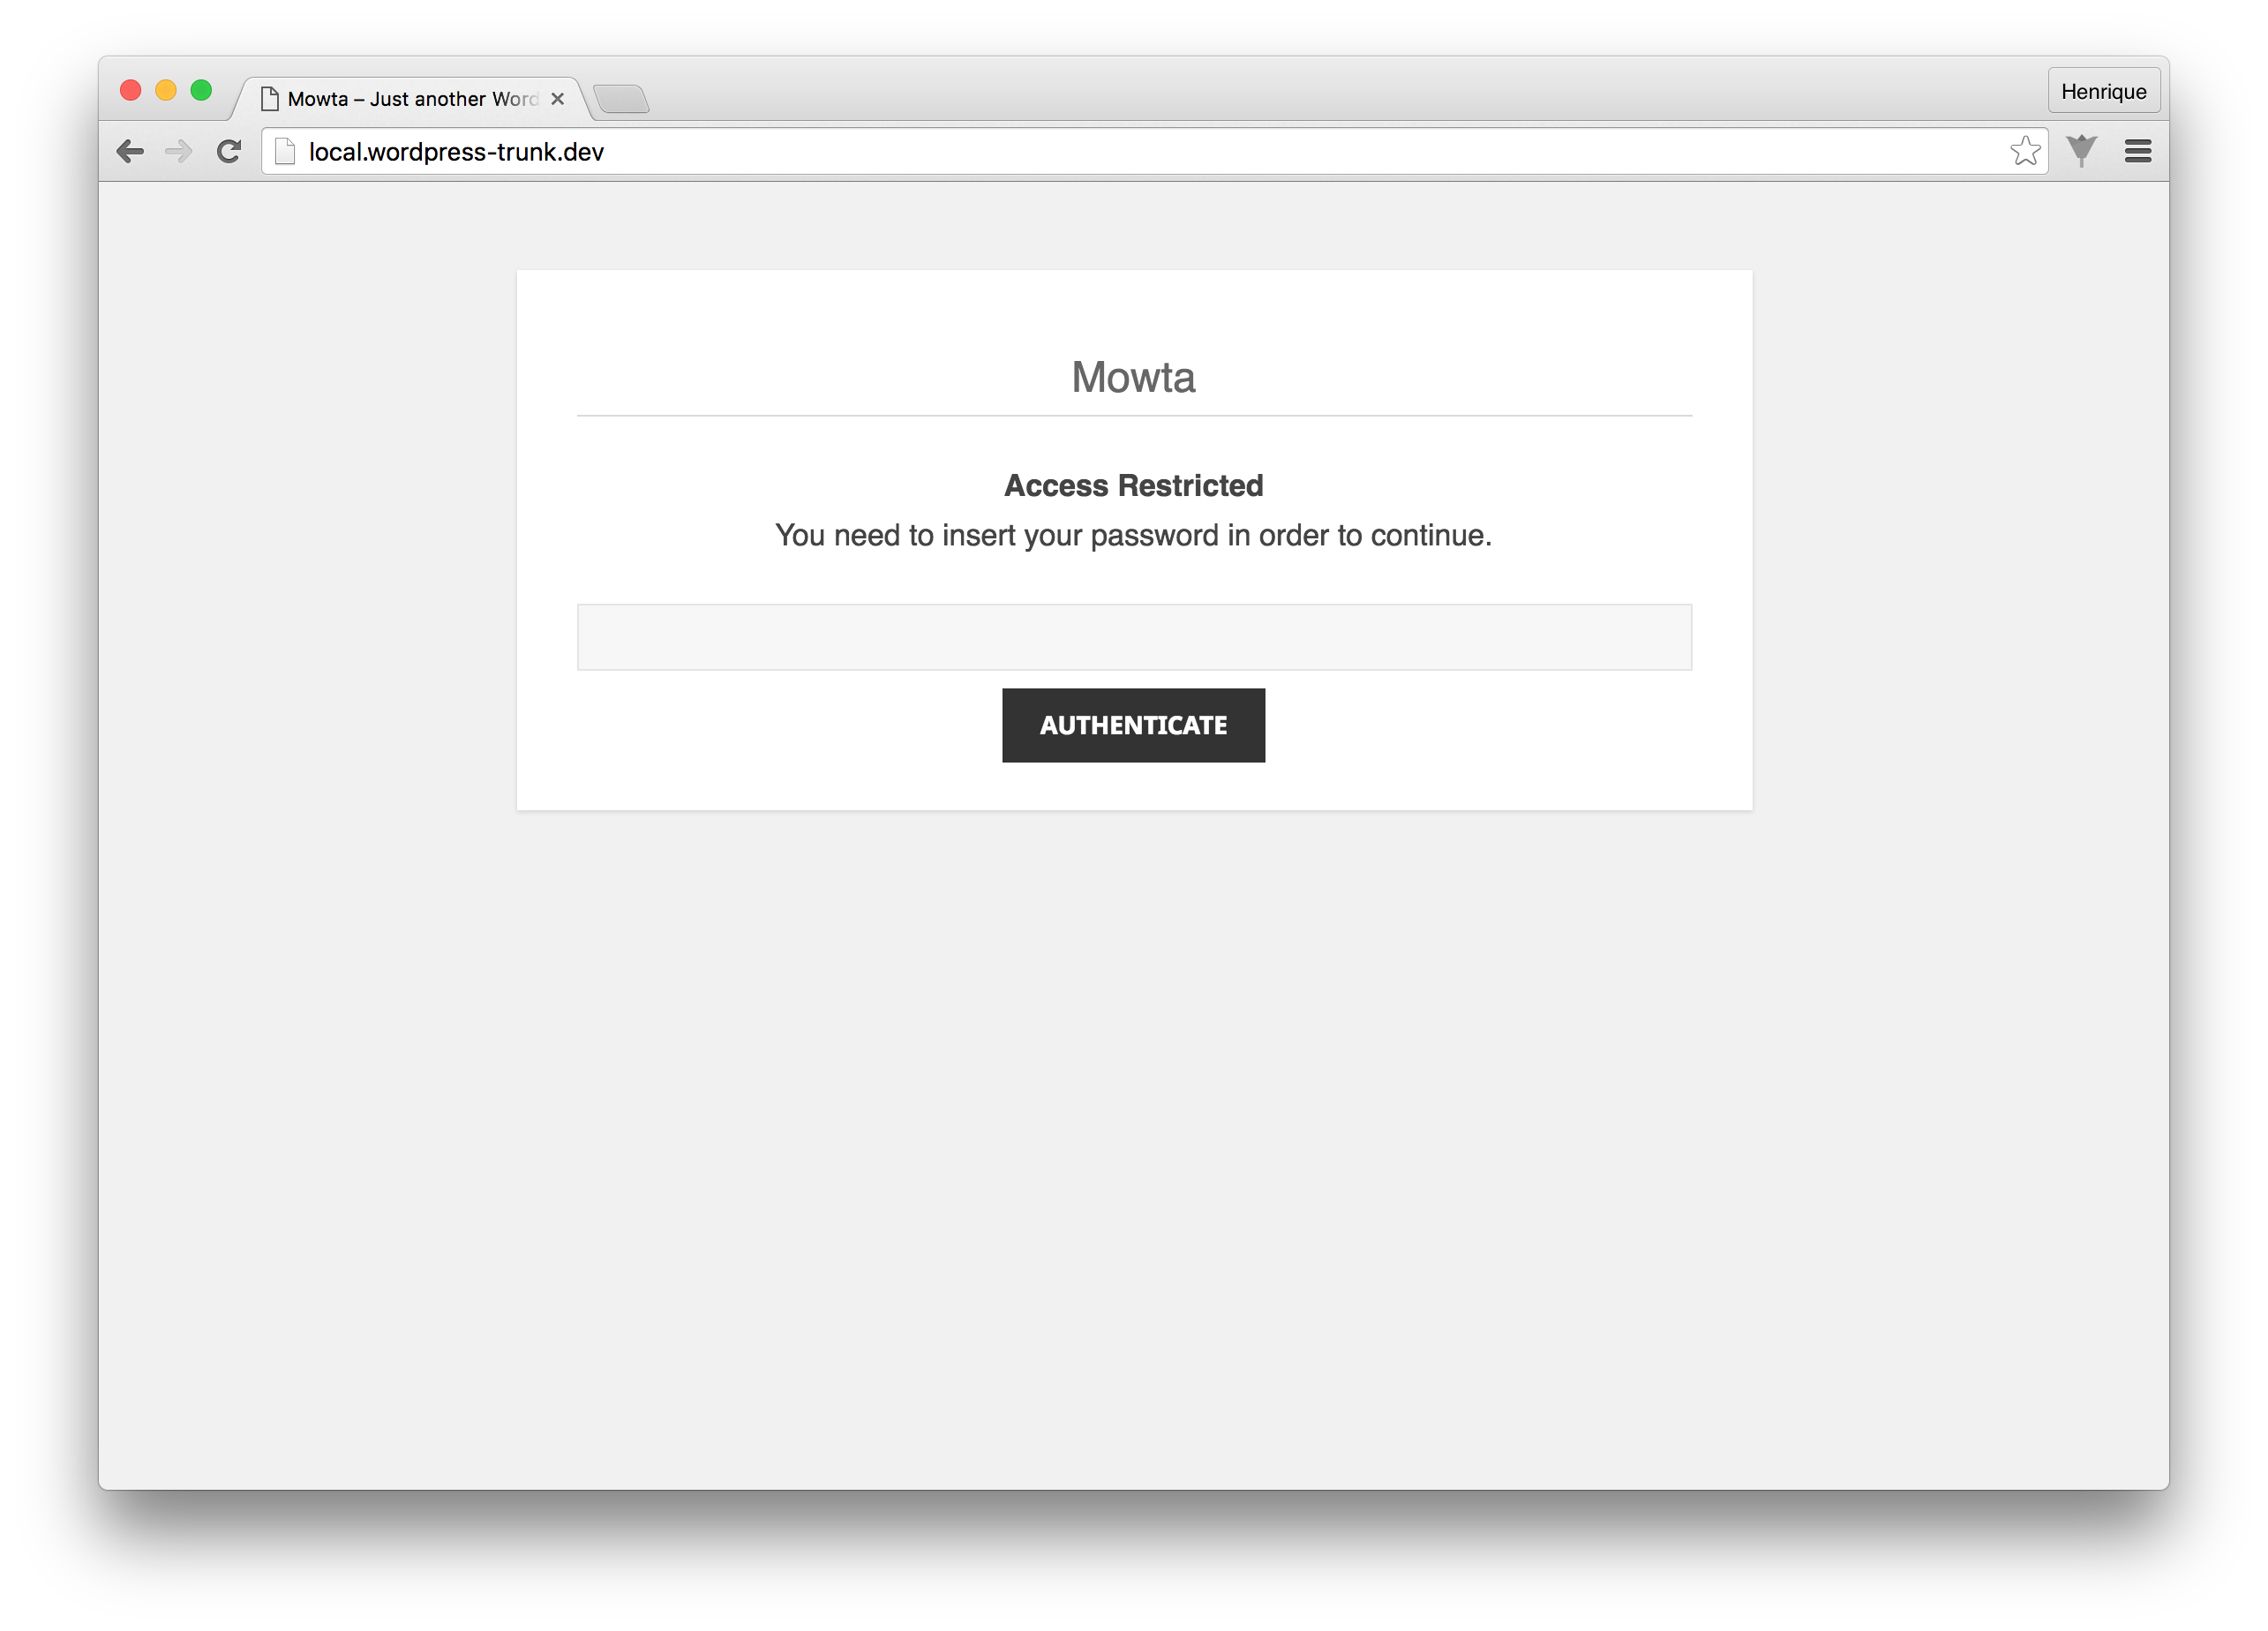 Mowta – Just another Word
Henrique
local.wordpress-trunk.dev
Mowta
Access Restricted
You need to insert your password in order to continue.
AUTHENTICATE